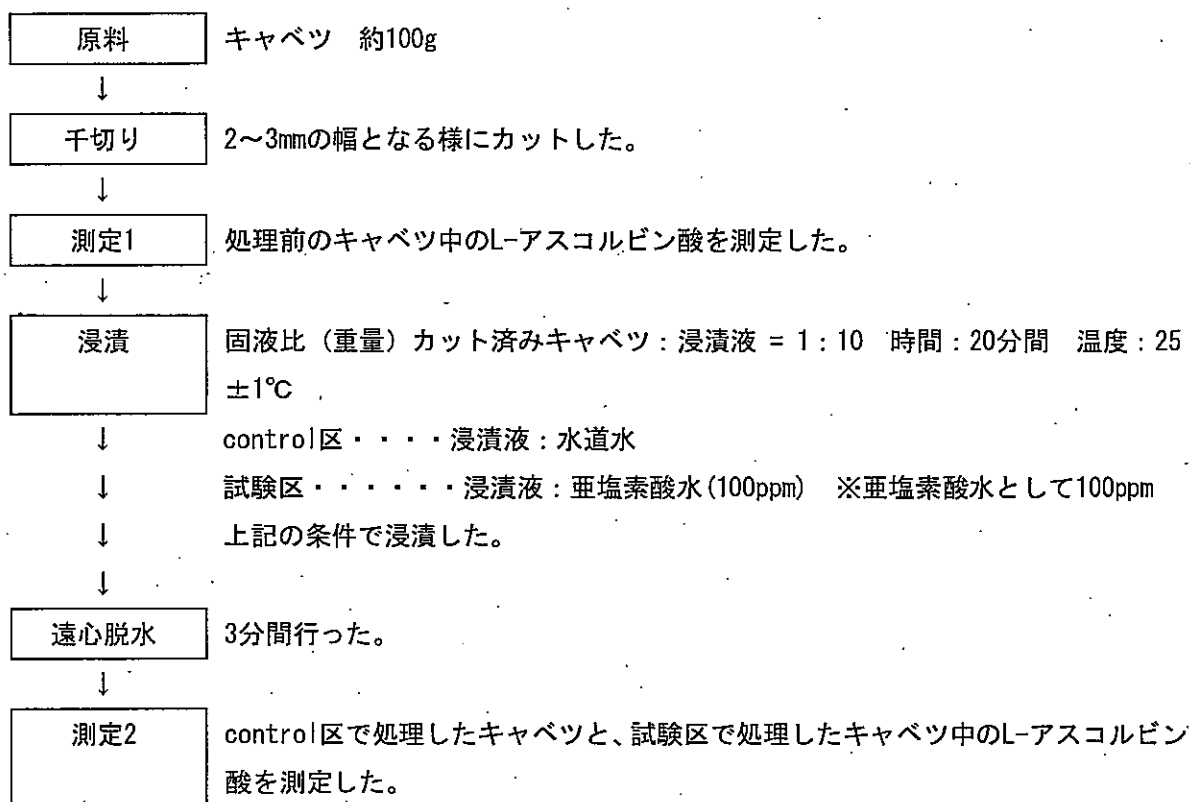 原料 キャベツ 約100g
↓
千切り 2～3mmの幅となる様にカットした。
↓
測定1 処理前のキャベツ中のL-アスコルビン酸を測定した。
↓
浸漬 固液比（重量）カット済みキャベツ：浸漬液 = 1：10 時間：20分間 温度：25
±1℃
↓ control区・・・・浸漬液：水道水
↓ 試験区・・・・・・浸漬液：亜塩素酸水(100ppm) ※亜塩素酸水として100ppm
↓ 上記の条件で浸漬した。
↓
遠心脱水 3分間行った。
↓
測定2 control区で処理したキャベツと、試験区で処理したキャベツ中のL-アスコルビン
酸を測定した。